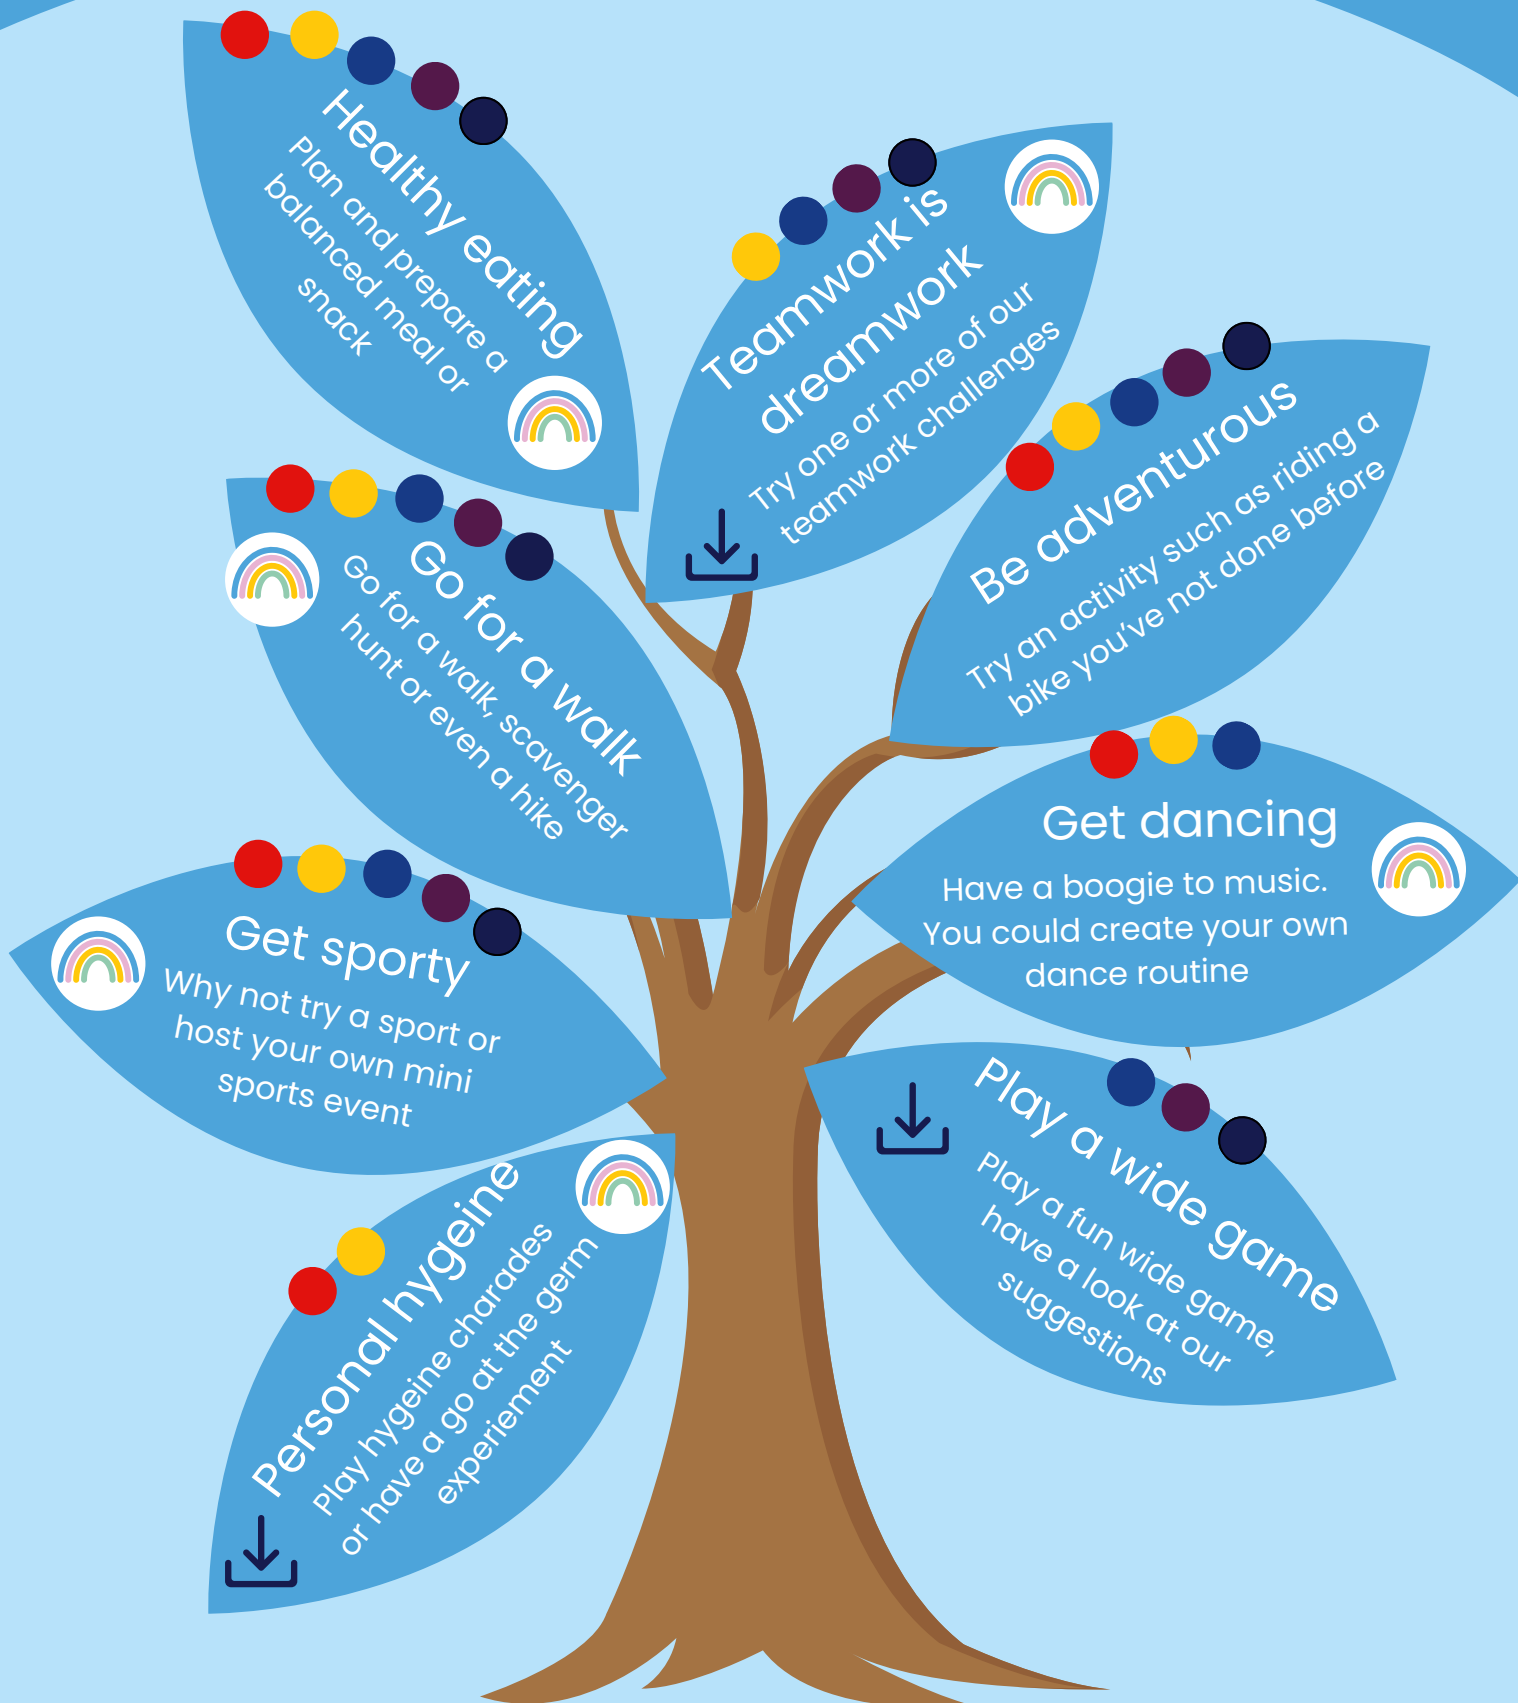 Healthy eating
Plan and prepare a
balanced meal or
snack
Teamwork is
dreamwork
Try one or more of our
teamwork challenges
Be adventurous
Try an activity such as riding a
bike you've not done before
Go for a walk
Go for a walk, scavenger
hunt or even a hike
Get dancing
Have a boogie to music.
You could create your own
dance routine
Get sporty
Why not try a sport or
host your own mini
sports event
Play a wide game
Play a fun wide game,
have a look at our
suggestions
Personal hygeine
Play hygeine charades
or have a go at the germ
experiement